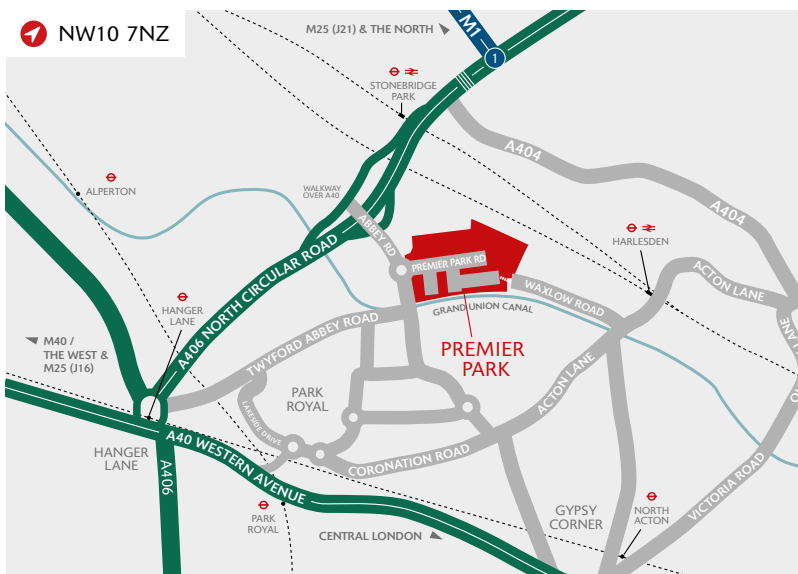 NW10 7NZ
M25 (J21) & THE NORTH
M1
1
STONEBRIDGE
PARK
A404
A404
ALPERTON
WALKWAY
OVER A40
ABBEY RD
HARLESDEN
PREMIER PARK RD
ACTON LANE
WAXLOW ROAD
GRAND UNION CANAL
HANGER
LANE
A406 NORTH CIRCULAR ROAD
M40 /
THE WEST &
M25 (J16)
TWYFORD ABBEY ROAD
PREMIER
PARK
LANE
PARK
ROYAL
ACTON LANE
LAKESIDE DRIVE
HANGER
LANE
A40 WESTERN AVENUE
A406
CORONATION ROAD
VICTORIA ROAD
PARK
ROYAL
GYPSY
CORNER
NORTH
ACTON
CENTRAL LONDON